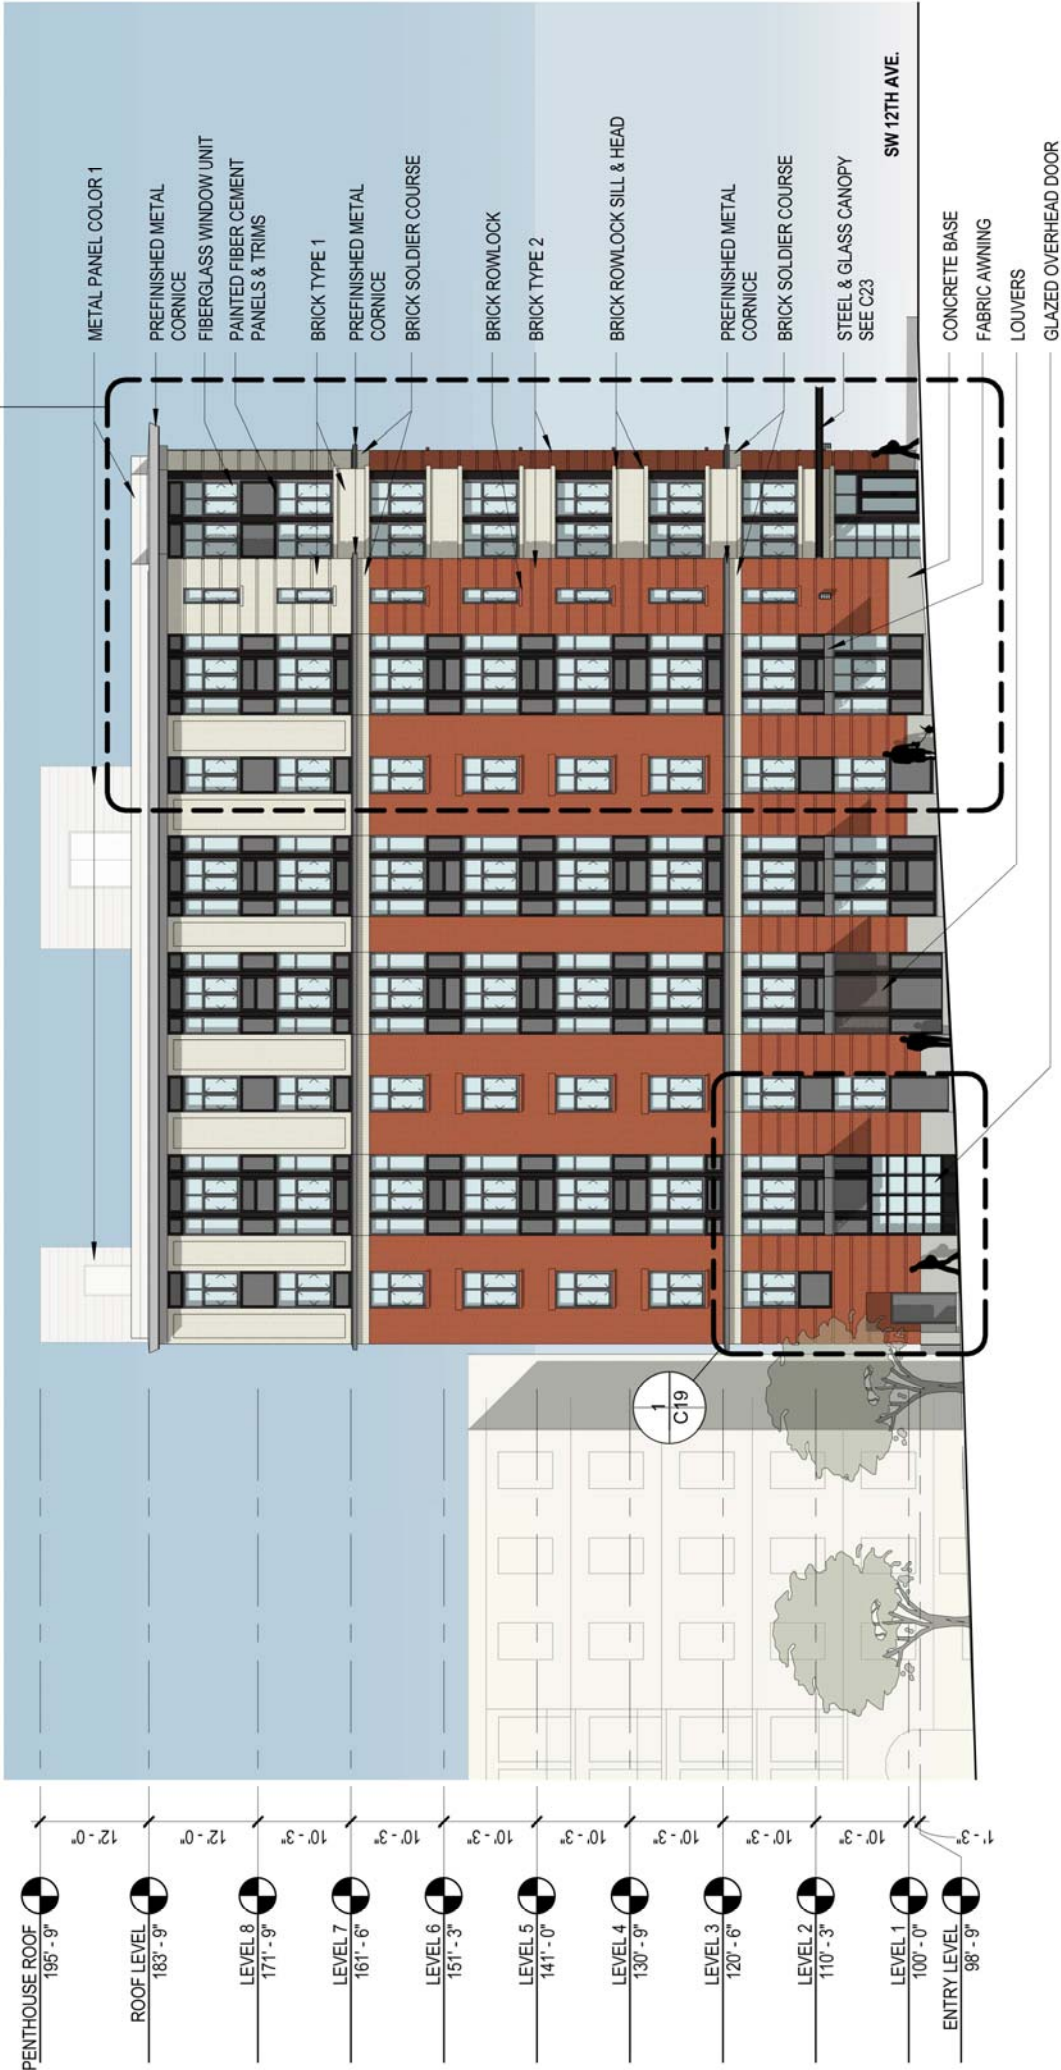 METAL PANEL COLOR 1
PREFINISHED METAL
CORNICE
FIBERGLASS WINDOW UNIT
PAINTED FIBER CEMENT
PANELS & TRIMS
BRICK TYPE 1
PREFINISHED METAL
CORNICE
BRICK SOLDIER COURSE
BRICK ROWLOCK
BRICK TYPE 2
BRICK ROWLOCK SILL & HEAD
PREFINISHED METAL
CORNICE
BRICK SOLDIER COURSE
STEEL & GLASS CANOPY
SEE C23
SW 12TH AVE.
CONCRETE BASE
FABRIC AWNING
LOUVERS
GLAZED OVERHEAD DOOR
1
C19
12' - 0"
12' - 0"
10' - 3"
10' - 3"
10' - 3"
10' - 3"
10' - 3"
10' - 3"
10' - 3"
1' - 3"
PENTHOUSE ROOF
195' - 9"
ROOF LEVEL
183' - 9"
LEVEL 8
171' - 9"
LEVEL 7
161' - 6"
LEVEL 6
151' - 3"
LEVEL 5
141' - 0"
LEVEL 4
130' - 9"
LEVEL 3
120' - 6"
LEVEL 2
110' - 3"
LEVEL 1
100' - 0"
ENTRY LEVEL
98' - 9"